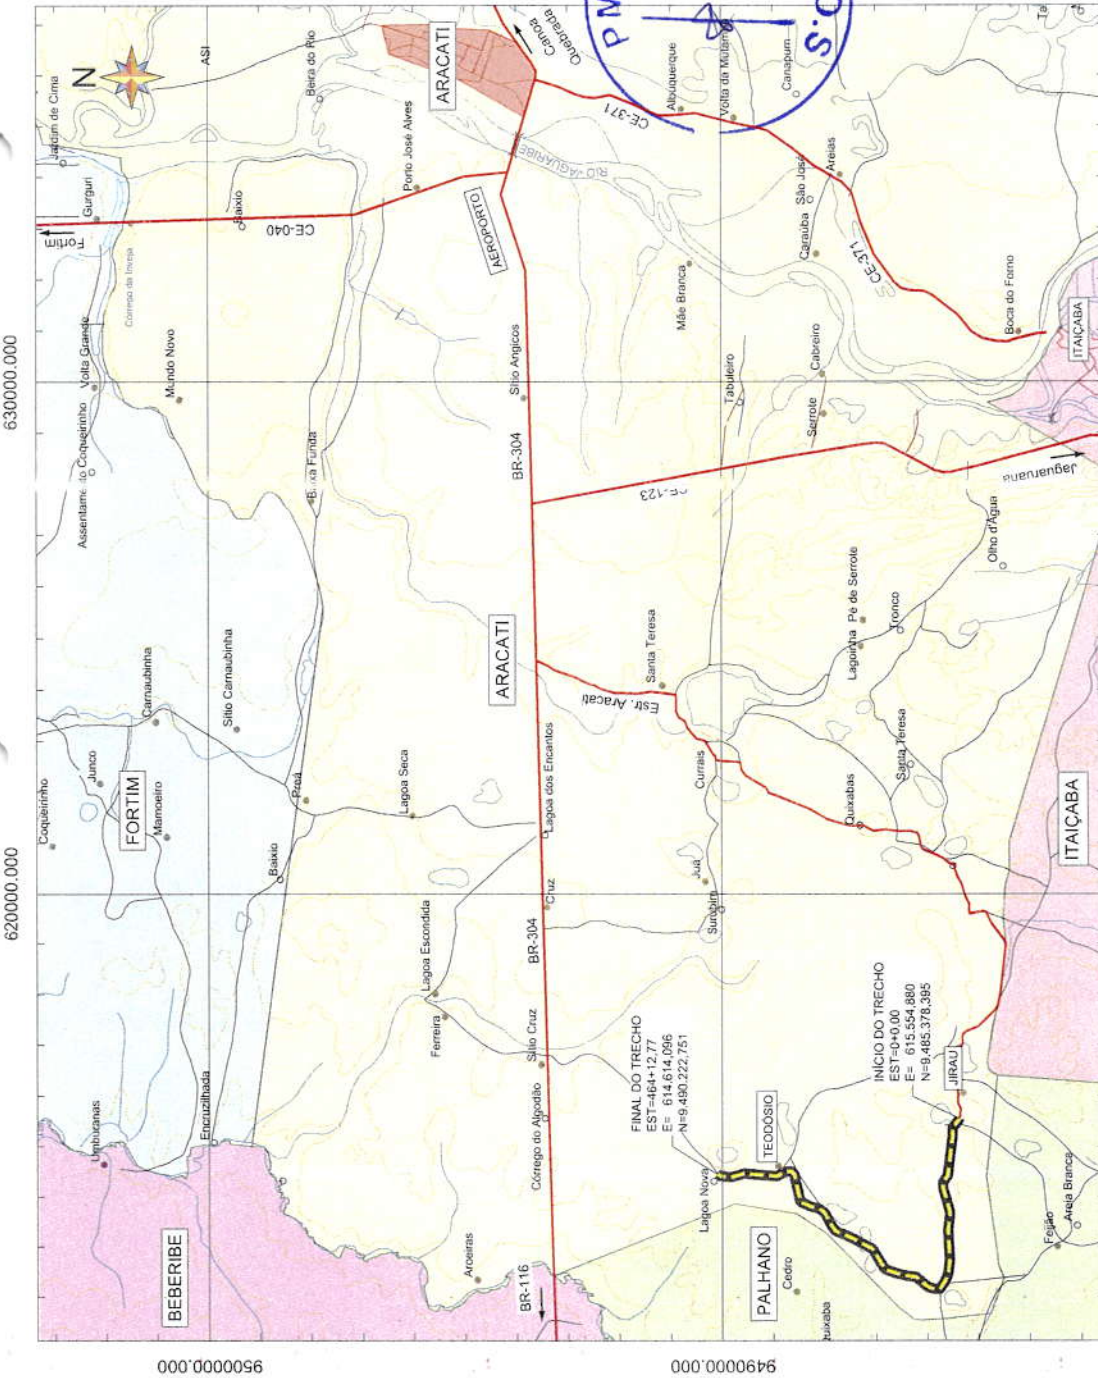 630000.000
620000.000
9500000.000
9490000.000
N
Jardim de Cima
ASI
Beira do Rio
ARACATI
Canoa
Quebrada
Gurguri
Fortim
Córrego da Inveja
Baixio
CE-040
Porto José Alves
AEROPORTO
RIO JAGUARIBE
CE-371
Albuquerque
Canapum
São José
Areias
Caraúba
CE-371
Boca do Forno
ITAIÇABA
Mãe Branca
Volta Grande
Mundo Novo
Assentamento Coqueirinho
Sítio Angicos
BR-304
Tabuleiro
Cabreiro
Serrote
CE-123
Jaguaruana
Olho d'Água
Pé de Serrote
Tronco
Lagoinha
Santa Teresa
Estr. Aracati
ARACATI
Carnaubinha
Sítio Carnaubinha
Junco
Coqueirinho
FORTIM
Mamoeiro
Preá
Lagoa Seca
Baixio
Lagoa dos Encantos
Currais
Santa Teresa
Quixabas
ITAIÇABA
Juá
Surubim
Cruz
BR-304
Lagoa Escondida
Ferreira
Sítio Cruz
Córrego do Algodão
Umburanas
Encruzilhada
BEBERIBE
Aroeiras
BR-116
FINAL DO TRECHO
EST=464+12,77
E= 614.614,096
N=9.490.222,751
Lagoa Nova
TEODÓSIO
INÍCIO DO TRECHO
EST=0+0,00
E= 615.554,880
N=9.485.378,395
JIRAU
PALHANO
Cedro
Feijão
Areia Branca